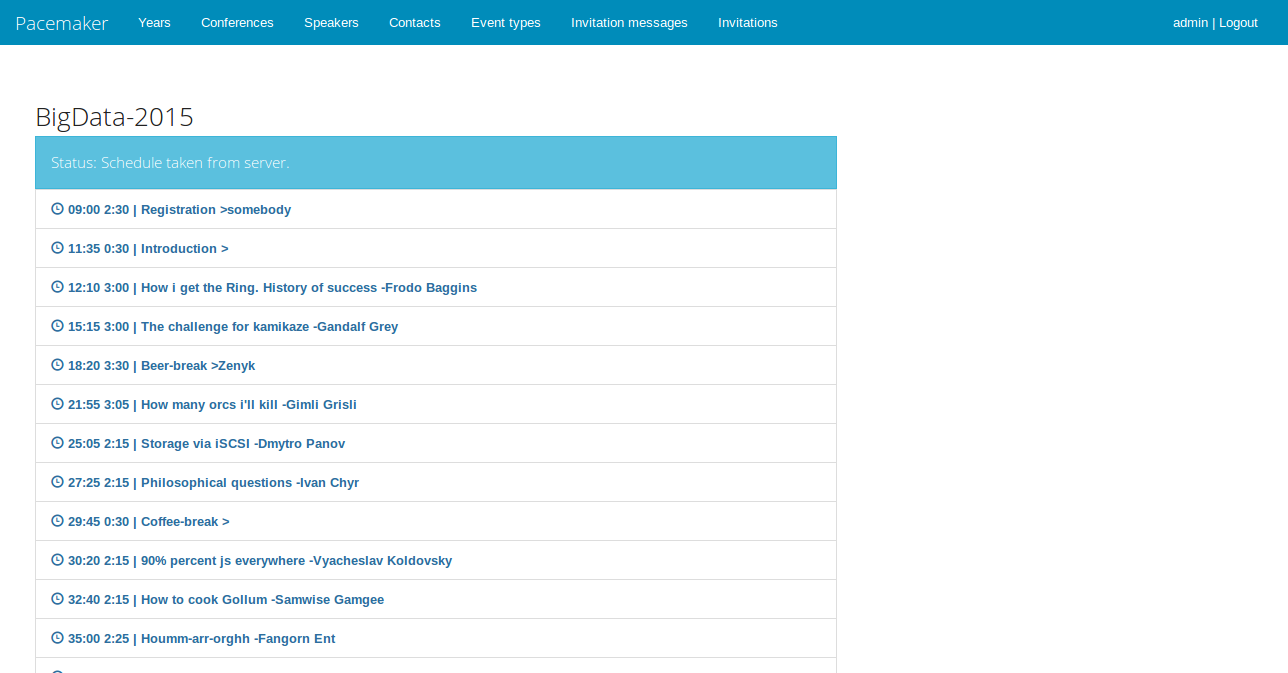 Pacemaker Years Conferences Speakers Contacts Event types Invitation messages Invitations admin | Logout
BigData-2015
Status: Schedule taken from server.
09:00 2:30 | Registration >somebody
11:35 0:30 | Introduction >
12:10 3:00 | How i get the Ring. History of success -Frodo Baggins
15:15 3:00 | The challenge for kamikaze -Gandalf Grey
18:20 3:30 | Beer-break >Zenyk
21:55 3:05 | How many orcs i'll kill -Gimli Grisli
25:05 2:15 | Storage via iSCSI -Dmytro Panov
27:25 2:15 | Philosophical questions -Ivan Chyr
29:45 0:30 | Coffee-break >
30:20 2:15 | 90% percent js everywhere -Vyacheslav Koldovsky
32:40 2:15 | How to cook Gollum -Samwise Gamgee
35:00 2:25 | Houmm-arr-orghh -Fangorn Ent